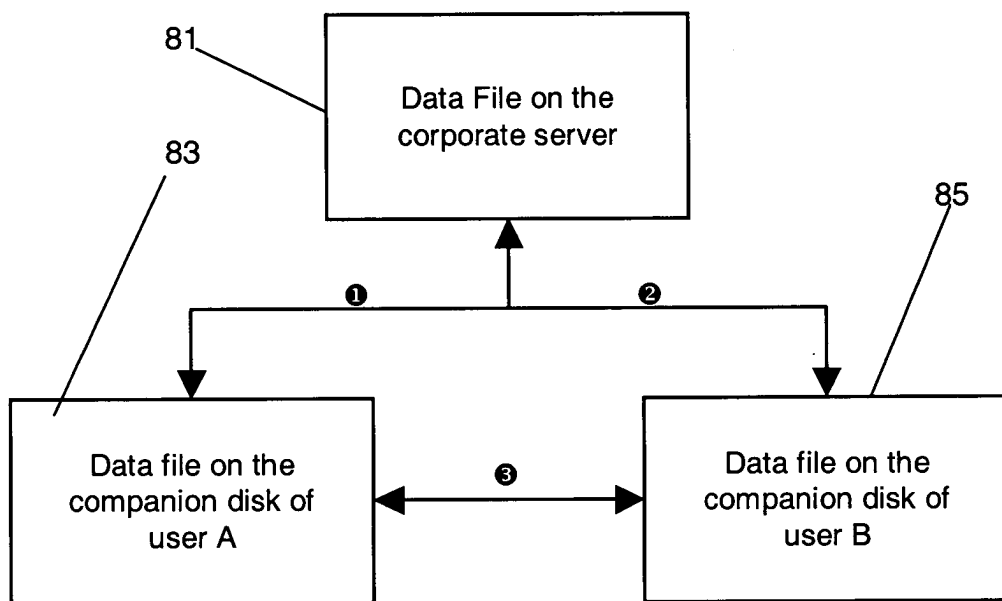 81
Data File on the
corporate server
83
85
❶
❷
Data file on the
companion disk of
user A
❸
Data file on the
companion disk of
user B